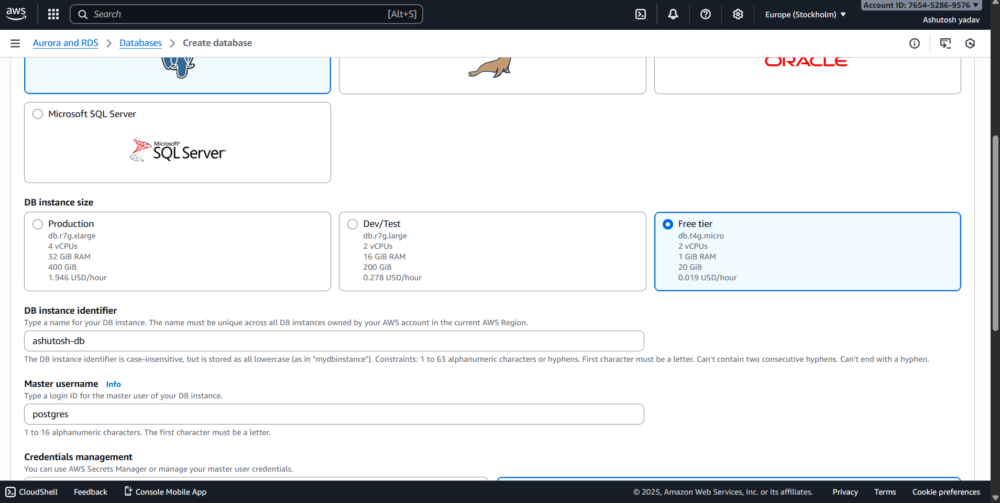 aws
Search [Alt+S]
Europe (Stockholm)
Account ID: 7654-5286-9576
Ashutosh yadav
Aurora and RDS
Databases
Create database
ORACLE
Microsoft SQL Server
Microsoft®
SQL Server
DB instance size
Production
db.r7g.xlarge
4 vCPUs
32 GiB RAM
400 GiB
1.946 USD/hour
Dev/Test
db.r7g.large
2 vCPUs
16 GiB RAM
200 GiB
0.278 USD/hour
Free tier
db.t4g.micro
2 vCPUs
1 GiB RAM
20 GiB
0.019 USD/hour
DB instance identifier
Type a name for your DB instance. The name must be unique across all DB instances owned by your AWS account in the current AWS Region.
ashutosh-db
The DB instance identifier is case-insensitive, but is stored as all lowercase (as in "mydbinstance"). Constraints: 1 to 63 alphanumeric characters or hyphens. First character must be a letter. Can't contain two consecutive hyphens. Can't end with a hyphen.
Master username Info
Type a login ID for the master user of your DB instance.
postgres
1 to 16 alphanumeric characters. The first character must be a letter.
Credentials management
You can use AWS Secrets Manager or manage your master user credentials.
CloudShell
Feedback
Console Mobile App
© 2025, Amazon Web Services, Inc. or its affiliates.
Privacy
Terms
Cookie preferences